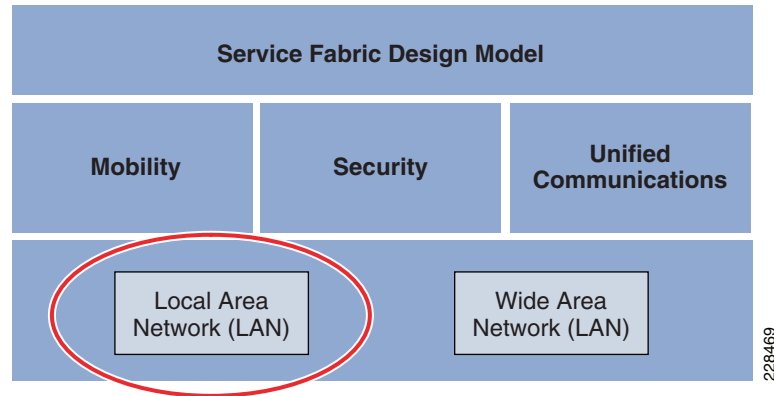 Service Fabric Design Model
Mobility
Security
Unified
Communications
Local Area
Network (LAN)
Wide Area
Network (LAN)
228469